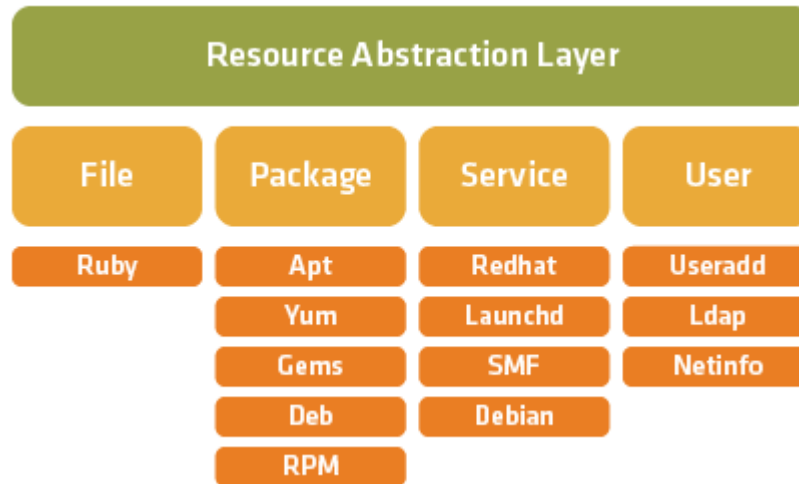 Resource Abstraction Layer
File Package Service User
Ruby Apt Redhat Useradd
Yum Launchd Ldap
Gems SMF Netinfo
Deb Debian
RPM